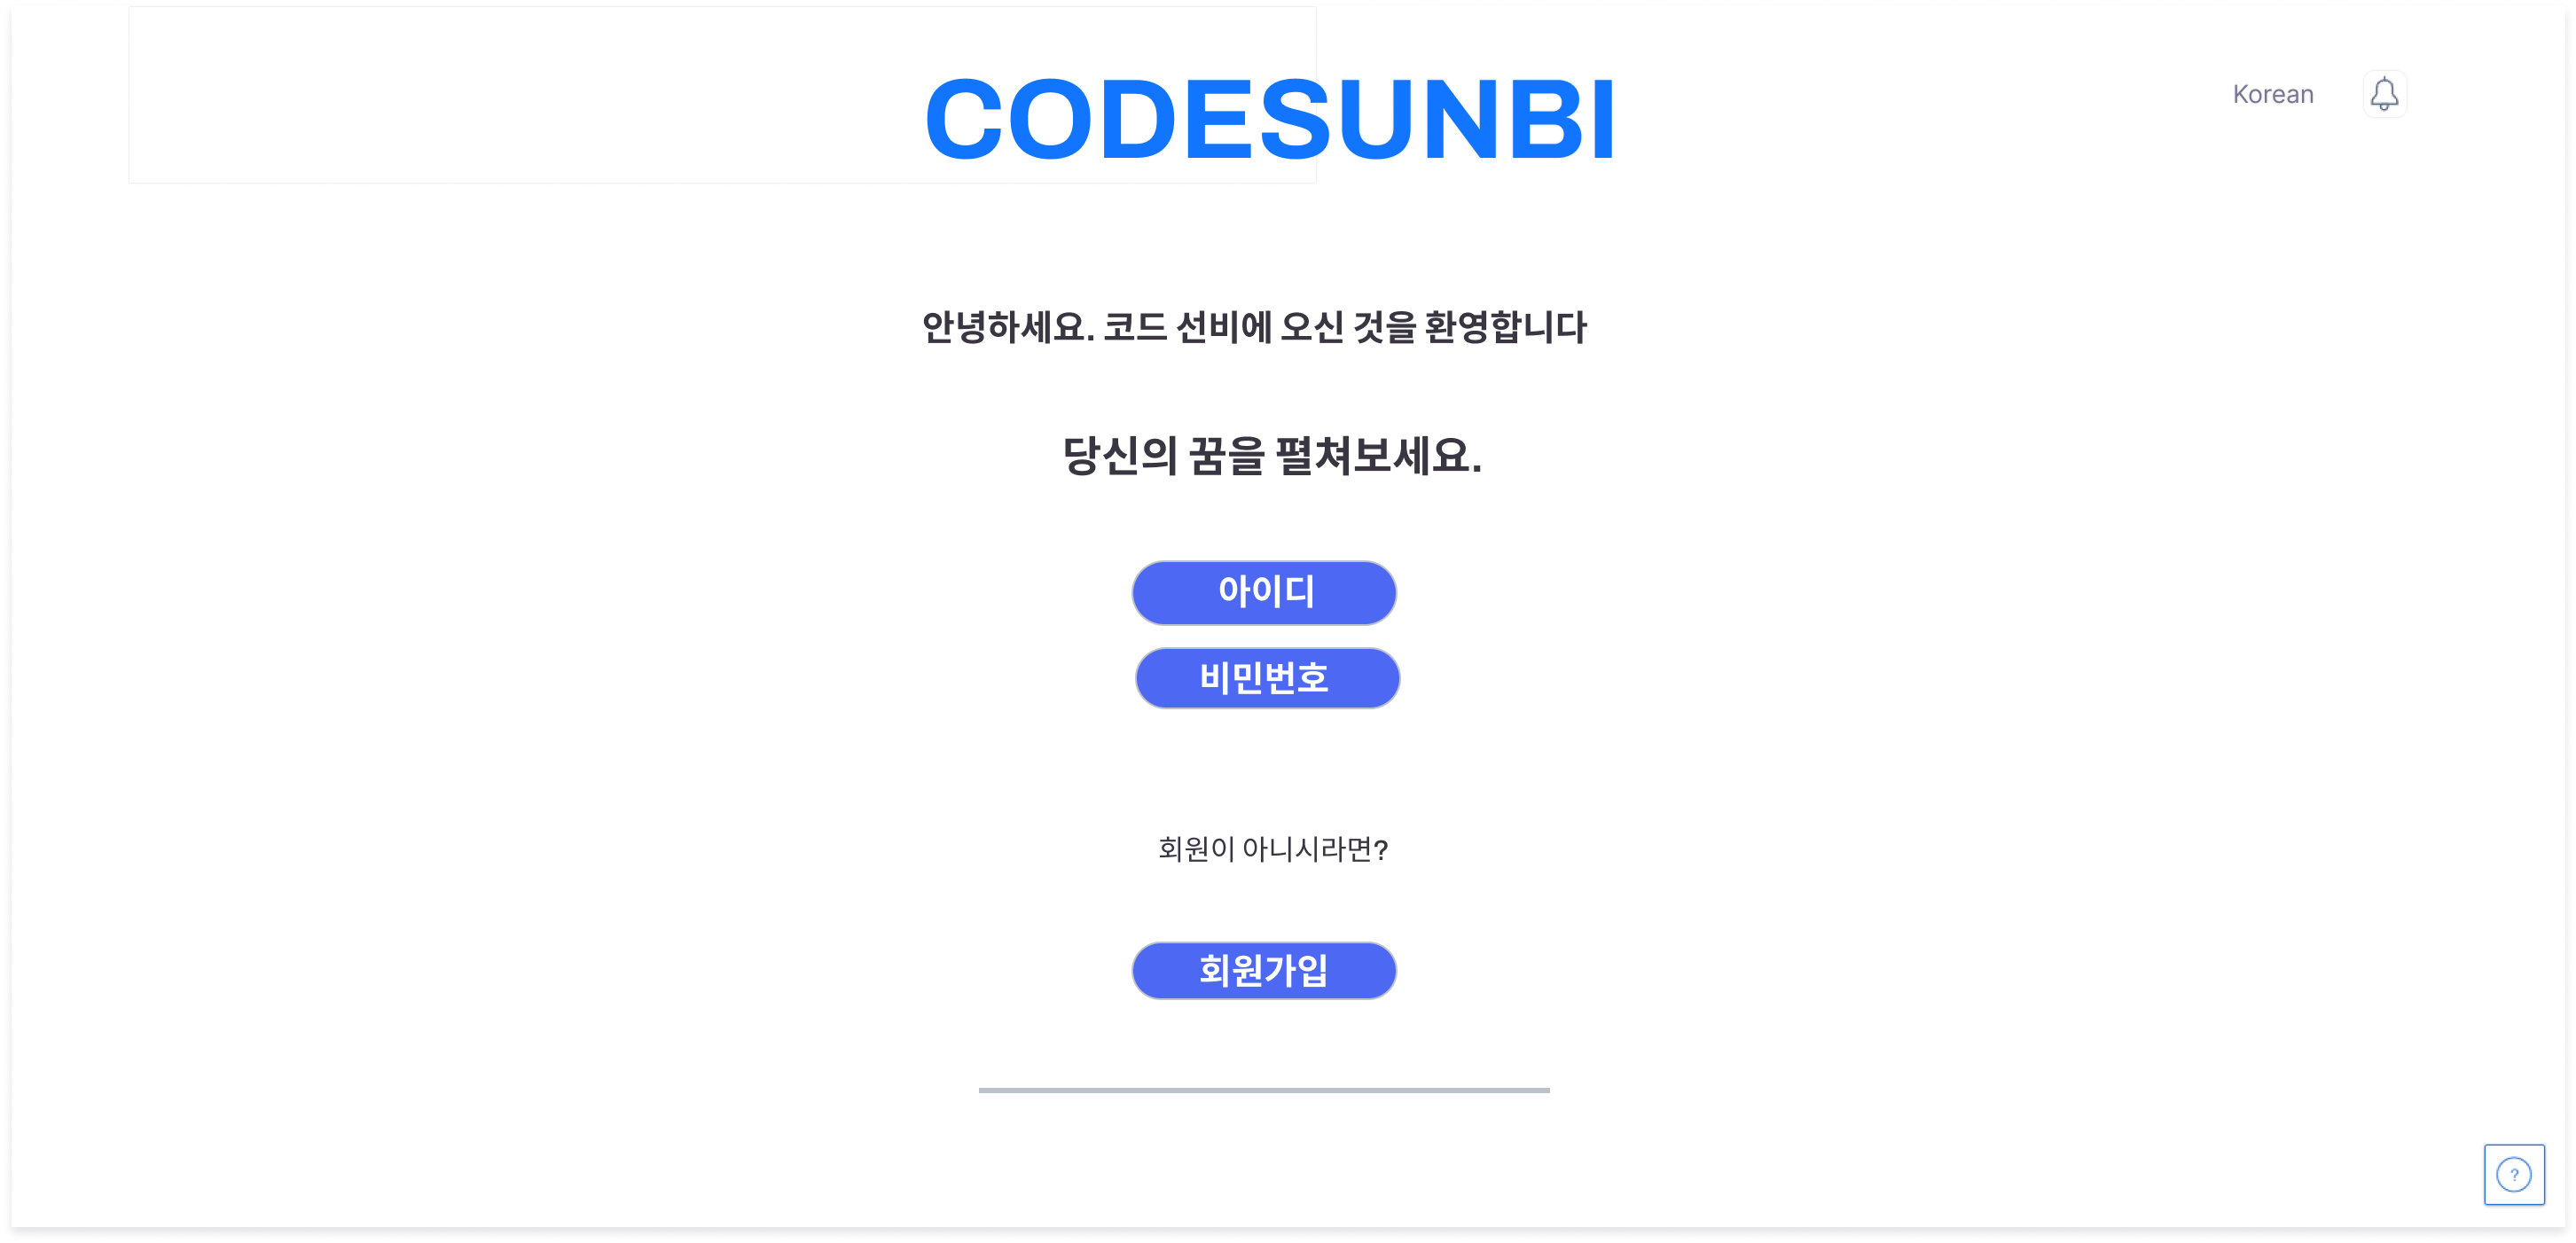 CODESUNBI
Korean
안녕하세요. 코드 선비에 오신 것을 환영합니다
당신의 꿈을 펼쳐보세요.
아이디
비민번호
회원이 아니시라면?
회원가입
?